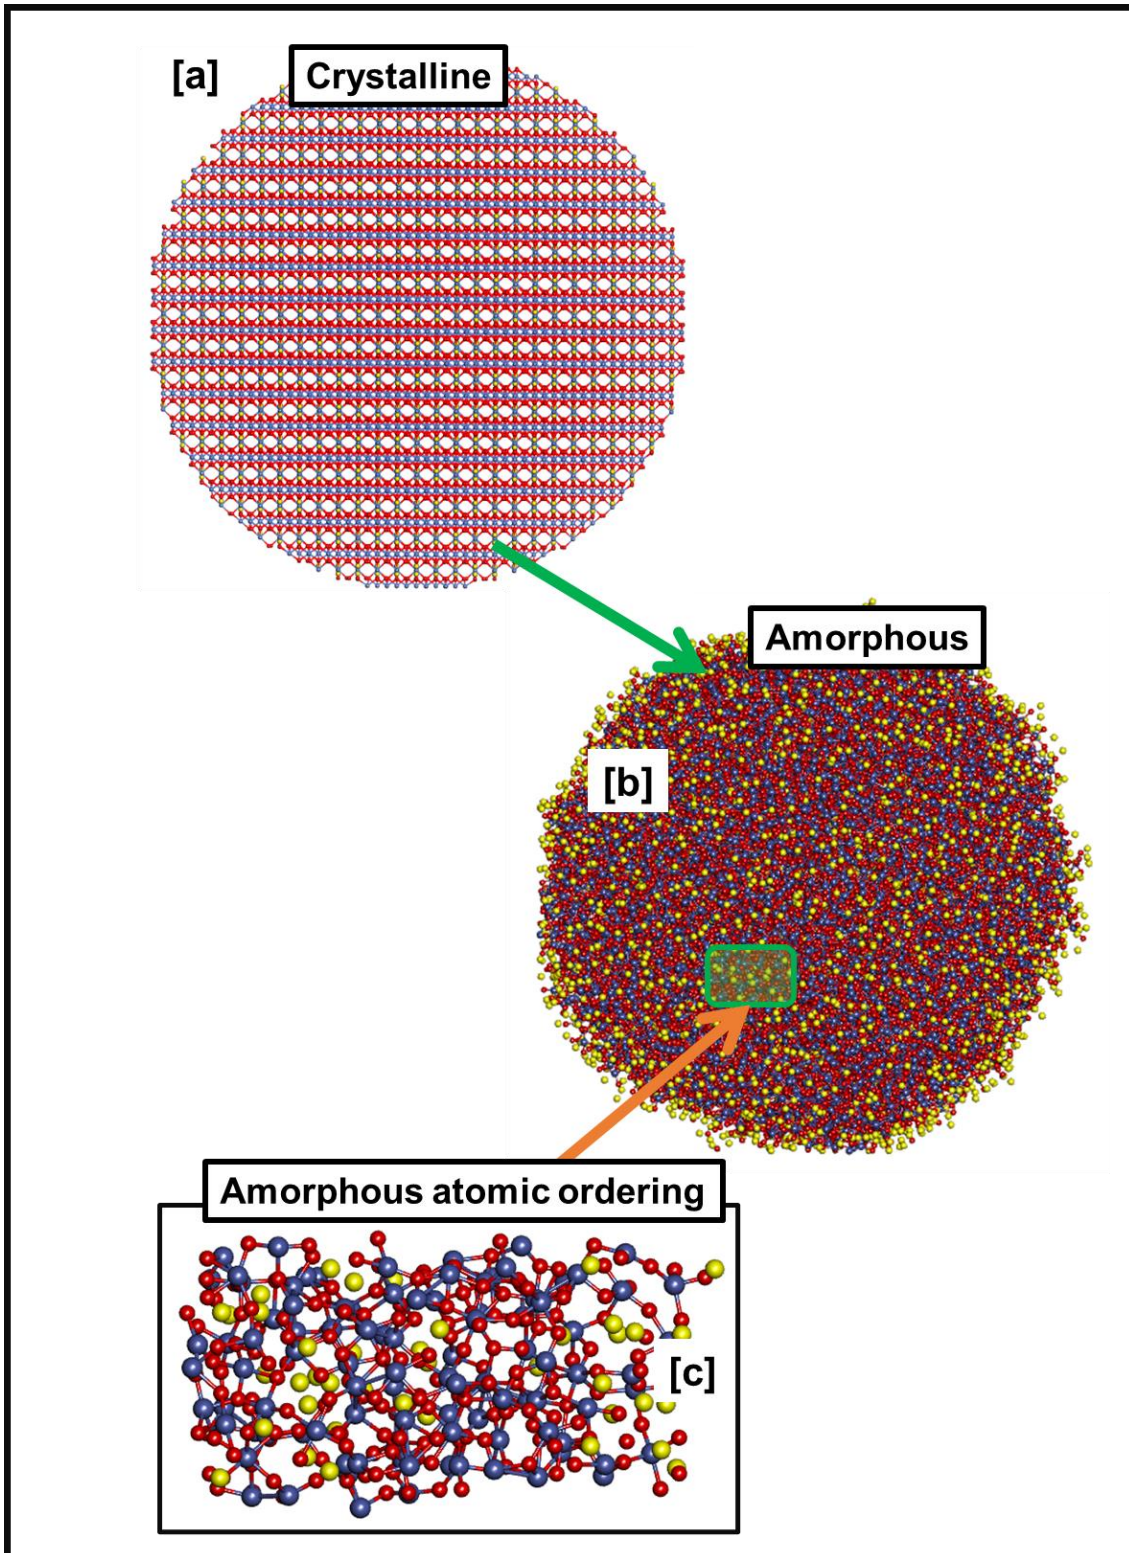 [a]
Crystalline
Amorphous
[b]
Amorphous atomic ordering
[c]